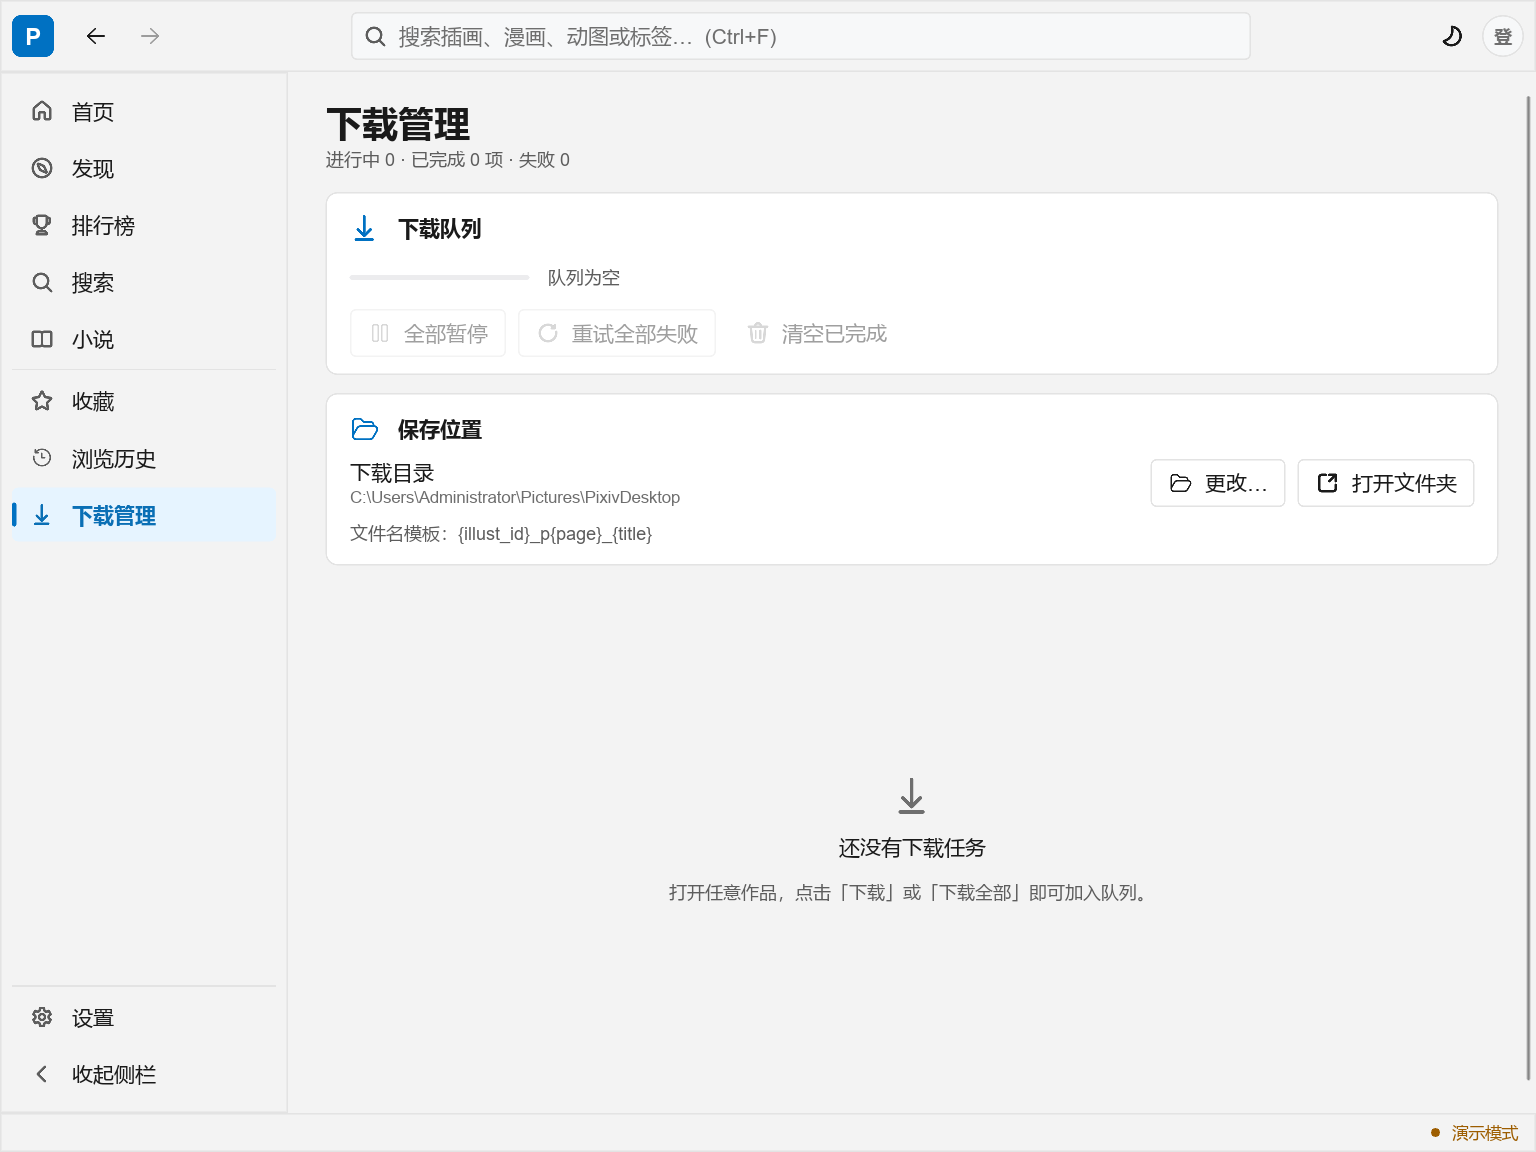 P
搜索插画、漫画、动图或标签… (Ctrl+F)
登
首页
发现
排行榜
搜索
小说
收藏
浏览历史
下载管理
设置
收起侧栏
下载管理
进行中 0 · 已完成 0 项 · 失败 0
下载队列
队列为空
全部暂停
重试全部失败
清空已完成
保存位置
下载目录
C:\Users\Administrator\Pictures\PixivDesktop
更改…
打开文件夹
文件名模板：{illust_id}_p{page}_{title}
还没有下载任务
打开任意作品，点击「下载」或「下载全部」即可加入队列。
演示模式